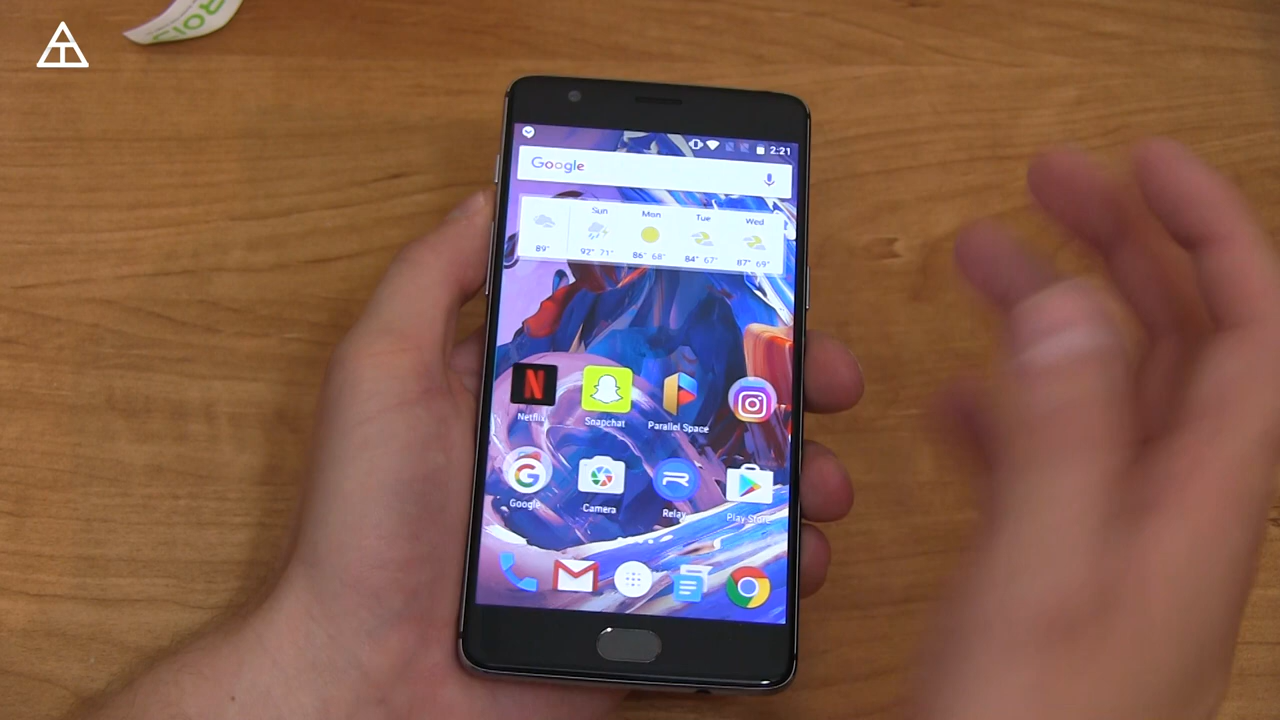 ROID
2:21
Google
Sun
Mon
Tue
Wed
89°
92° 71°
86° 68°
84° 67°
87° 69°
N
Netflix
Snapchat
Parallel Space
G
Google
Camera
Relay
Play Store